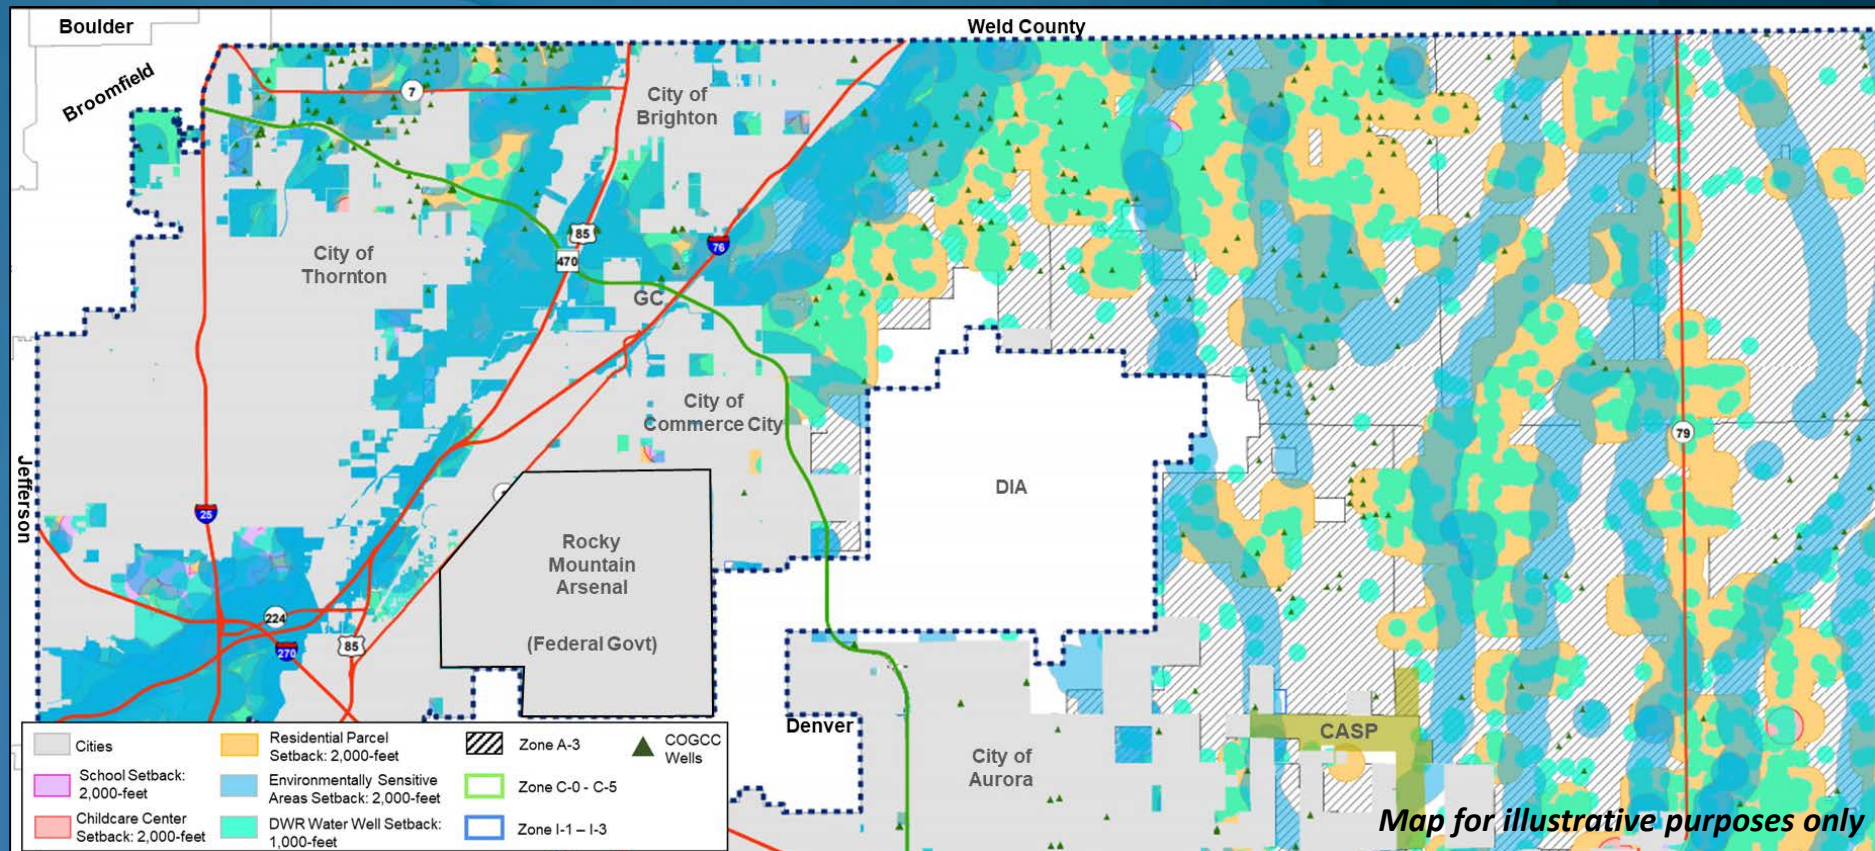 Boulder
Weld County
Broomfield
7
City of
Brighton
City of
Thornton
85
470
76
GC
City of
Commerce City
79
DIA
Jefferson
25
Rocky
Mountain
Arsenal
(Federal Govt)
224
270
85
Denver
CASP
City of
Aurora
Cities
School Setback:
2,000-feet
Childcare Center
Setback: 2,000-feet
Residential Parcel
Setback: 2,000-feet
Environmentally Sensitive
Areas Setback: 2,000-feet
DWR Water Well Setback:
1,000-feet
Zone A-3
Zone C-0 - C-5
Zone I-1 – I-3
COGCC
Wells
Map for illustrative purposes only